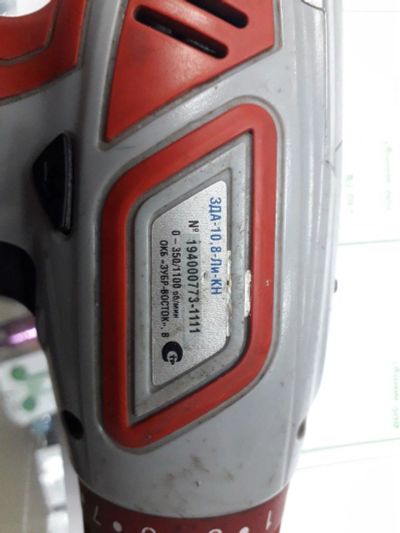 ЗДА-10,8-Ли-КН
№ 194000773-1111
0 – 350/1100 об/мин
ОКБ «ЗУБР-ВОСТОК», В